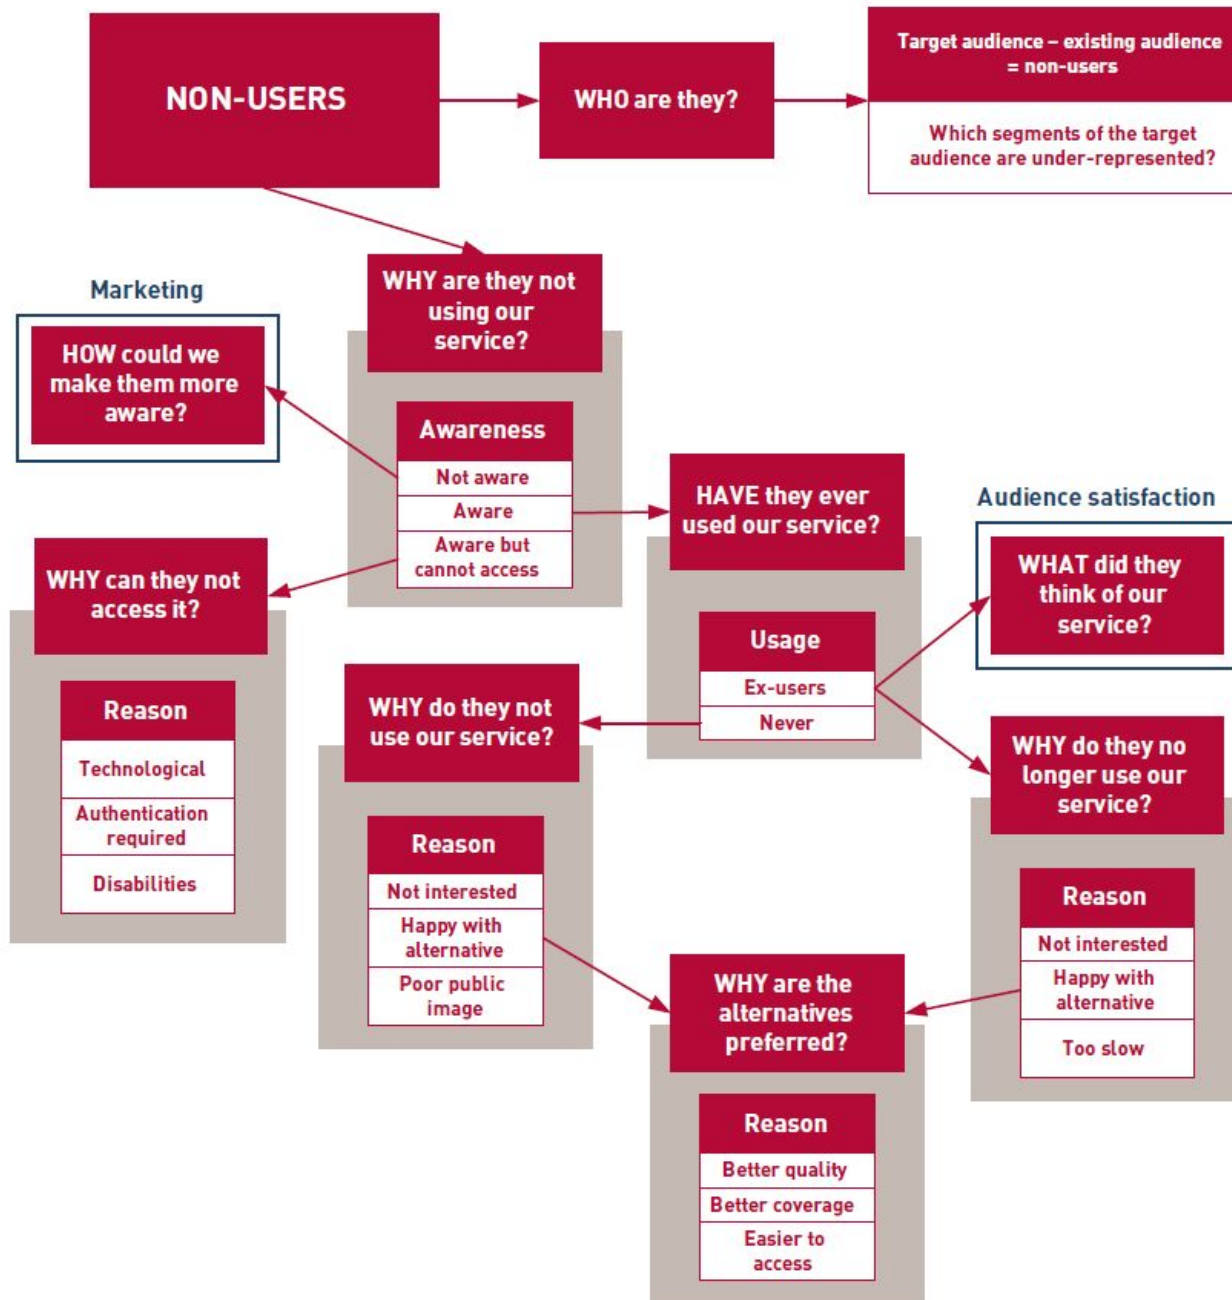 NON-USERS
WHO are they?
Target audience – existing audience
= non-users
Which segments of the target
audience are under-represented?
WHY are they not
using our
service?
Marketing
HOW could we
make them more
aware?
Awareness
Not aware
Aware
Aware but
cannot access
HAVE they ever
used our service?
Audience satisfaction
WHAT did they
think of our
service?
WHY can they not
access it?
Reason
Technological
Authentication
required
Disabilities
Usage
Ex-users
Never
WHY do they not
use our service?
Reason
Not interested
Happy with
alternative
Poor public
image
WHY do they no
longer use our
service?
Reason
Not interested
Happy with
alternative
Too slow
WHY are the
alternatives
preferred?
Reason
Better quality
Better coverage
Easier to
access